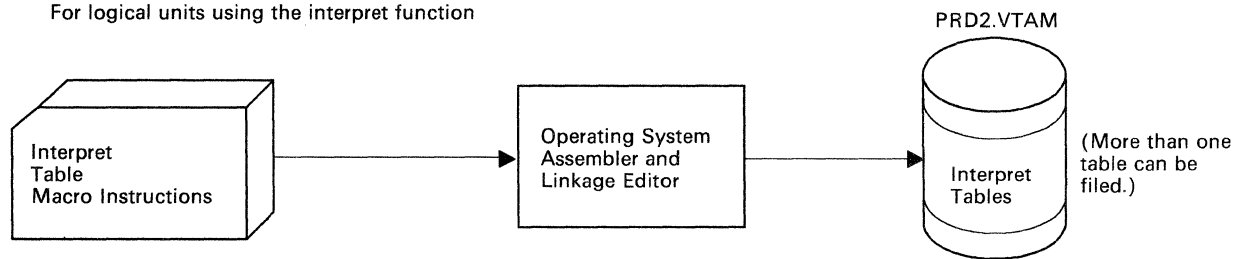 For logical units using the interpret function
PRD2.VTAM
Interpret
Table
Macro Instructions
Operating System
Assembler and
Linkage Editor
Interpret
Tables
(More than one
table can be
filed.)